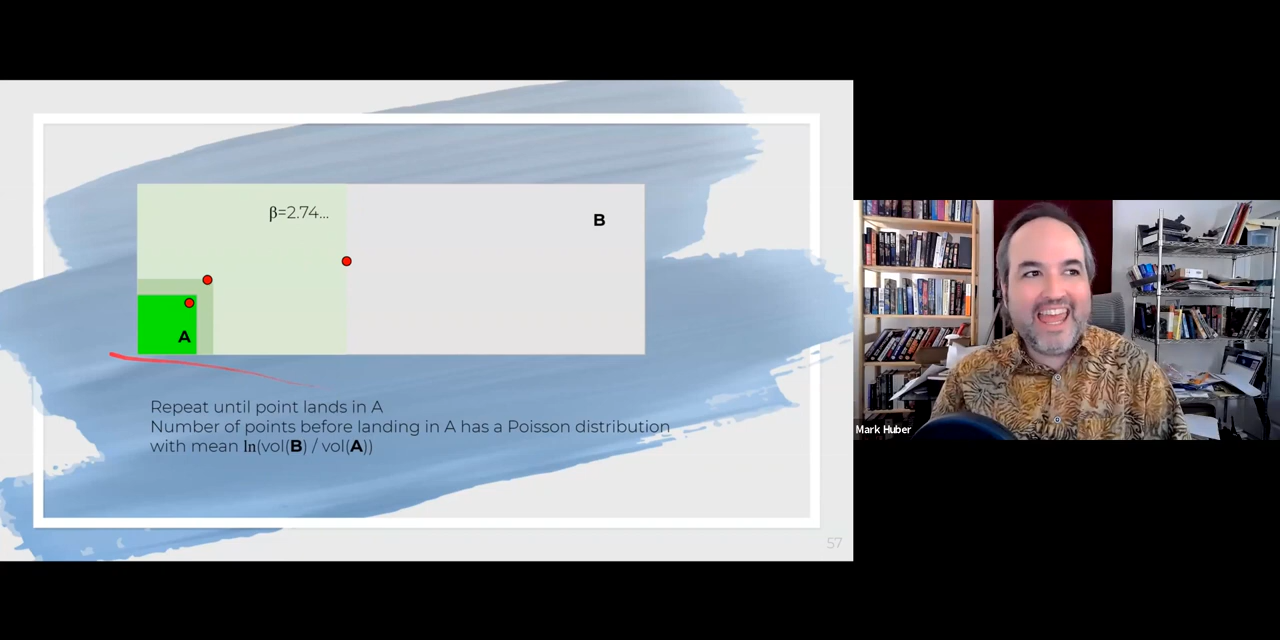 β=2.74...
B
A
Repeat until point lands in A
Number of points before landing in A has a Poisson distribution
with mean ln(vol(B) / vol(A))
57
Mark Huber